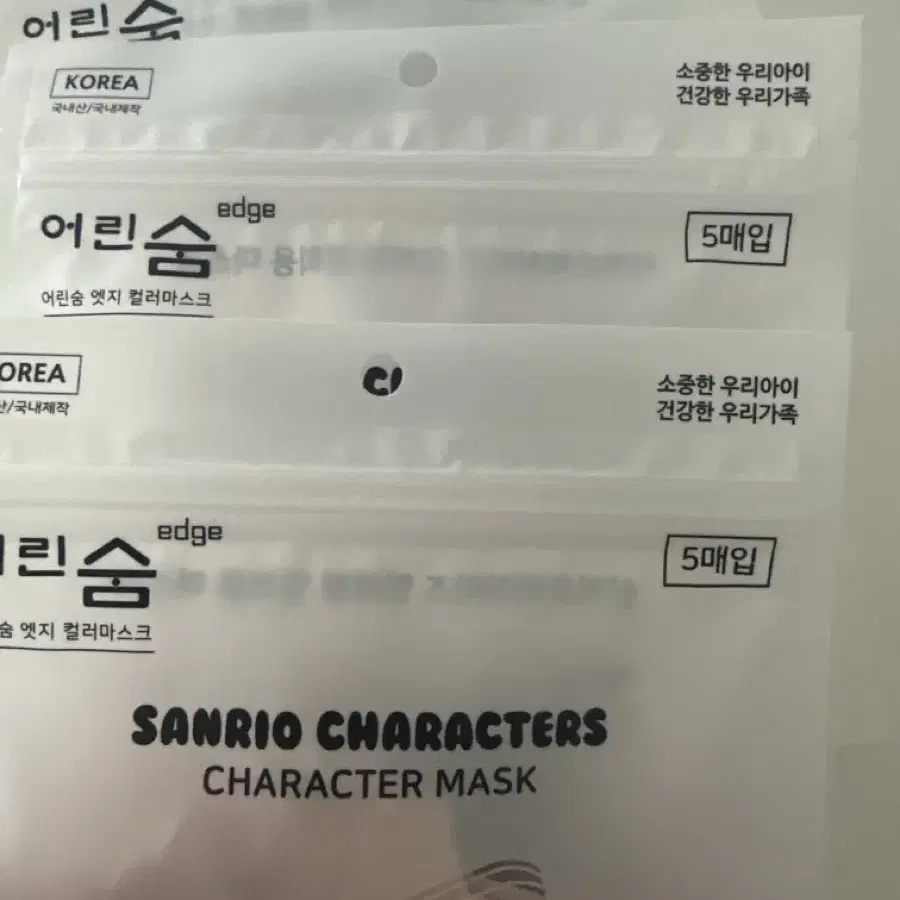 어린숨
KOREA
국내산/국내제작
소중한 우리아이
건강한 우리가족
어린숨 edge
5매입
어린숨 엣지 컬러마스크
OREA
산/국내제작
소중한 우리아이
건강한 우리가족
린숨 edge
5매입
숨 엣지 컬러마스크
SANRIO CHARACTERS
CHARACTER MASK